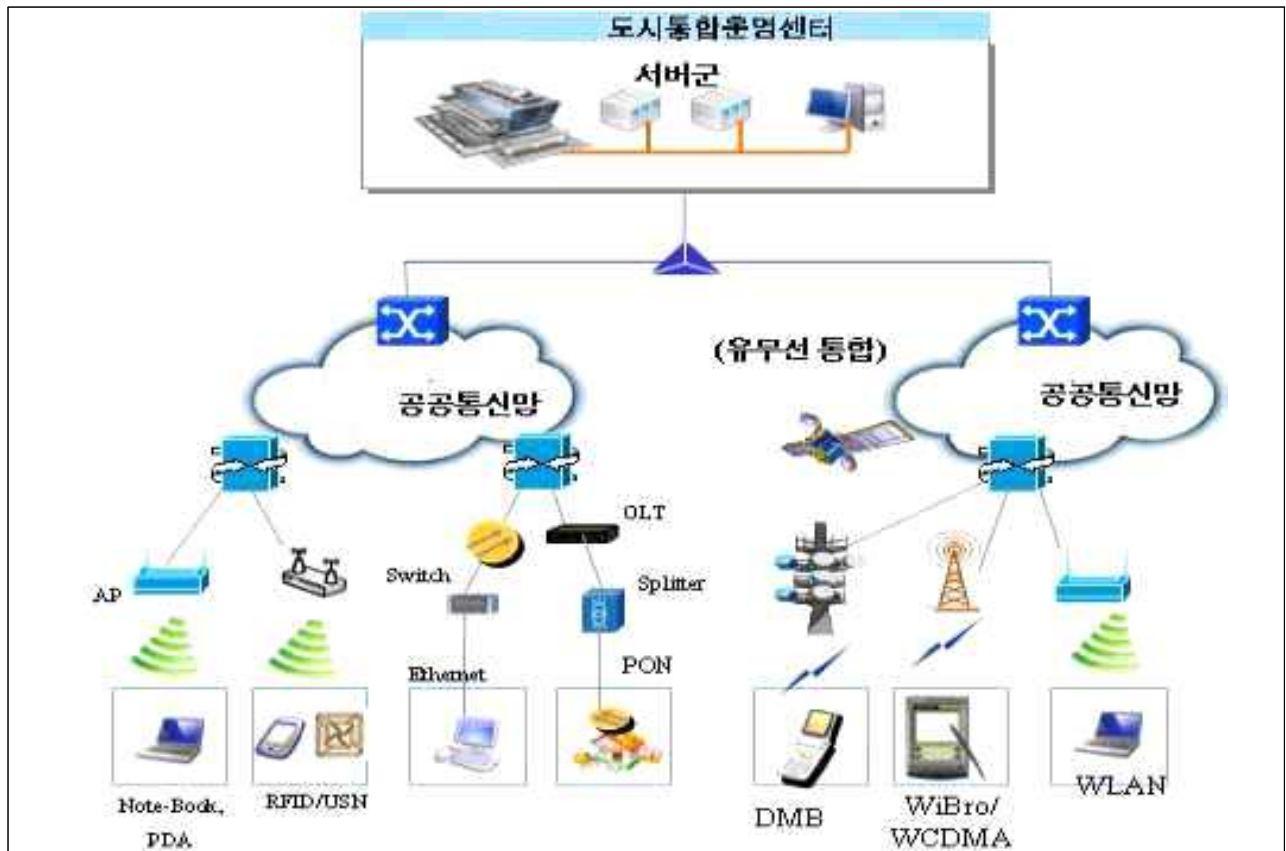 도시통합운영센터
서버군
(유무선 통합)
공공통신망
공공통신망
OLT
Switch
Splitter
AP
Ethernet
PON
Note-Book,
PDA
RFID/USN
DMB
WiBro/
WCDMA
WLAN